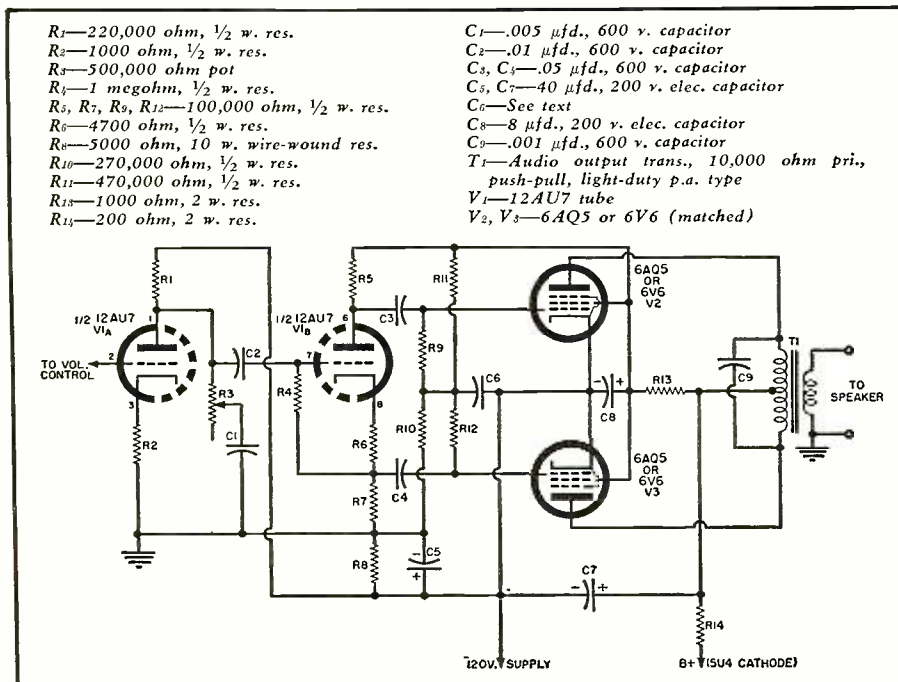 R1—220,000 ohm, 1/2 w. res.
R2—1000 ohm, 1/2 w. res.
R3—500,000 ohm pot
R4—1 megohm, 1/2 w. res.
R5, R7, R9, R12—100,000 ohm, 1/2 w. res.
R6—4700 ohm, 1/2 w. res.
R8—5000 ohm, 10 w. wire-wound res.
R10—270,000 ohm, 1/2 w. res.
R11—470,000 ohm, 1/2 w. res.
R13—1000 ohm, 2 w. res.
R14—200 ohm, 2 w. res.
C1—.005 μfd., 600 v. capacitor
C2—.01 μfd., 600 v. capacitor
C3, C4—.05 μfd., 600 v. capacitor
C5, C7—40 μfd., 200 v. elec. capacitor
C6—See text
C8—8 μfd., 200 v. elec. capacitor
C9—.001 μfd., 600 v. capacitor
T1—Audio output trans., 10,000 ohm pri.,
push-pull, light-duty p.a. type
V1—12AU7 tube
V2, V3—6AQ5 or 6V6 (matched)
R1
1/2 12AU7
V1A
1
2
3
TO VOL.
CONTROL
R2
R3
C2
C1
R4
R5
1/2 12AU7
V1B
6
7
8
C3
R11
R9
R6
R10
C6
R12
C4
R7
R8
- C5
+
6AQ5
OR
6V6
V2
- +
C8
R13
C9
T1
TO
SPEAKER
6AQ5
OR
6V6
V3
C7
- +
R14
-120V. SUPPLY
B+ (5U4 CATHODE)